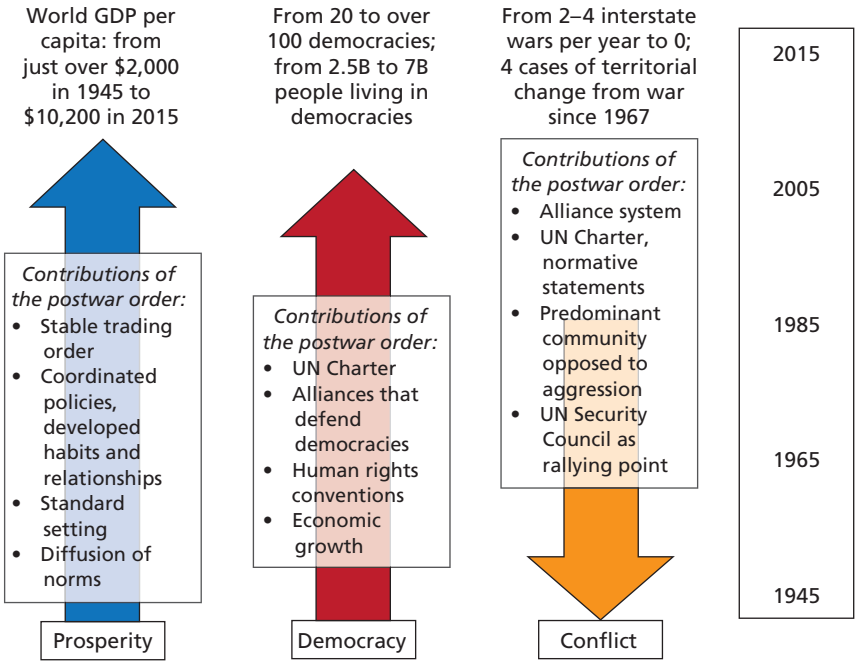 World GDP per
capita: from
just over $2,000
in 1945 to
$10,200 in 2015
Contributions of
the postwar order:
• Stable trading
order
• Coordinated
policies,
developed
habits and
relationships
• Standard
setting
• Diffusion of
norms
Prosperity
From 20 to over
100 democracies;
from 2.5B to 7B
people living in
democracies
Contributions of
the postwar order:
• UN Charter
• Alliances that
defend
democracies
• Human rights
conventions
• Economic
growth
Democracy
From 2–4 interstate
wars per year to 0;
4 cases of territorial
change from war
since 1967
Contributions of
the postwar order:
• Alliance system
• UN Charter,
normative
statements
• Predominant
community
opposed to
aggression
• UN Security
Council as
rallying point
Conflict
2015
2005
1985
1965
1945